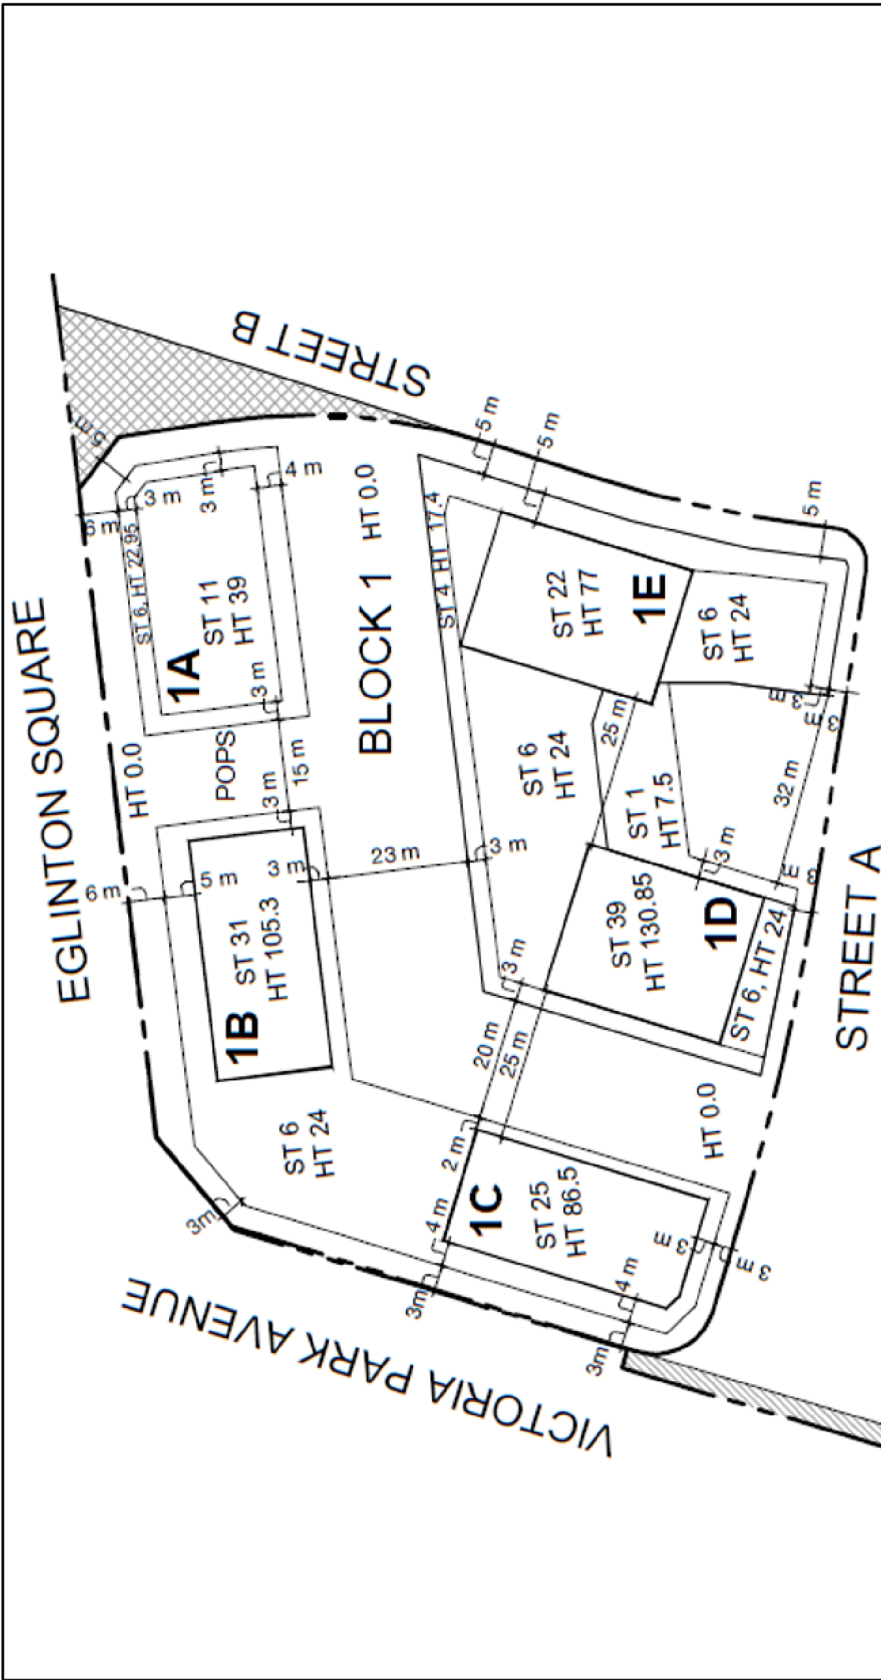 EGLINTON SQUARE
STREET B
5 m
6 m
3 m
3 m
4 m
ST 6, HT 22.95
1A
ST 11
HT 39
3 m
HT 0.0
HT 0.0
POPS
3 m
15 m
BLOCK 1
6 m
5 m
3 m
1B
ST 31
HT 105.3
23 m
3 m
ST 4 HT 17.4
5 m
5 m
5 m
ST 22
HT 77
1E
ST 6
HT 24
3 m
3 m
ST 6
HT 24
25 m
ST 1
HT 7.5
32 m
3 m
3 m
ST 39
HT 130.85
1D
ST 6, HT 24
3 m
20 m
25 m
STREET A
ST 6
HT 24
3m
2 m
4 m
1C
ST 25
HT 86.5
HT 0.0
3m
3 m
3 m
4 m
3m
VICTORIA PARK AVENUE